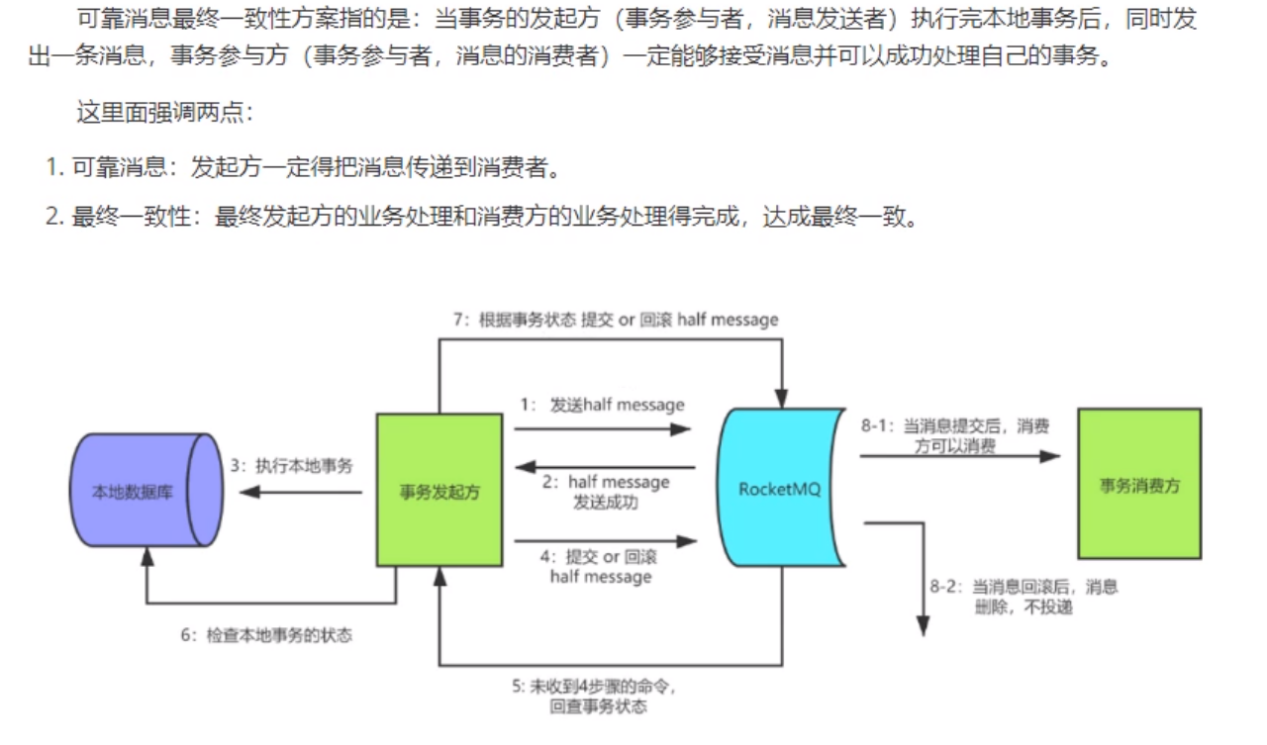 可靠消息最终一致性方案指的是：当事务的发起方（事务参与者，消息发送者）执行完本地事务后，同时发
出一条消息，事务参与方（事务参与者，消息的消费者）一定能够接受消息并可以成功处理自己的事务。
这里面强调两点：
1. 可靠消息：发起方一定得把消息传递到消费者。
2. 最终一致性：最终发起方的业务处理和消费方的业务处理得完成，达成最终一致。
7：根据事务状态 提交 or 回滚 half message
1： 发送half message
8-1：当消息提交后，消费
方可以消费
3：执行本地事务
2：half message
发送成功
本地数据库
事务发起方
RocketMQ
事务消费方
4：提交 or 回滚
half message
8-2：当消息回滚后，消息
删除，不投递
6：检查本地事务的状态
5: 未收到4步骤的命令，
回查事务状态